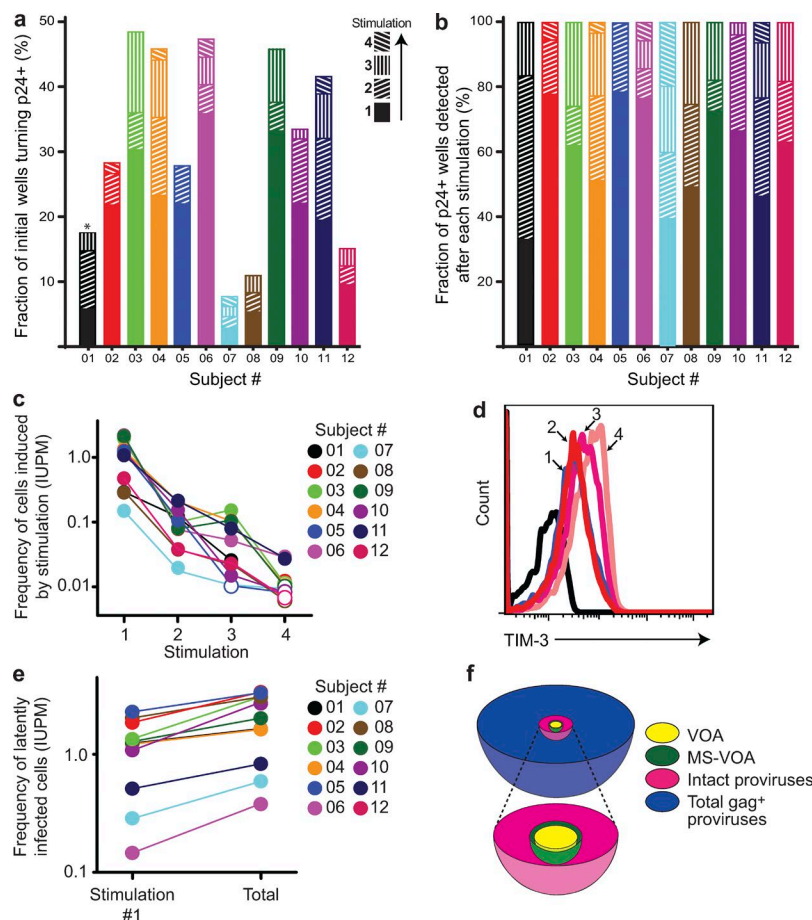 a
Fraction of initial wells turning p24+ (%)
50
40
30
20
10
*
01 02 03 04 05 06 07 08 09 10 11 12
Subject #
Stimulation
4
3
2
1
b
Fraction of p24+ wells detected
after each stimulation (%)
100
80
60
40
20
01 02 03 04 05 06 07 08 09 10 11 12
Subject #
c
Frequency of cells induced
by stimulation (IUPM)
1.0
0.1
0.01
1 2 3 4
Stimulation
Subject #
01 07
02 08
03 09
04 10
05 11
06 12
d
Count
1
2
3
4
TIM-3
e
Frequency of latently
infected cells (IUPM)
1.0
0.1
Stimulation
#1
Total
Subject #
01 07
02 08
03 09
04 10
05 11
06 12
f
VOA
MS-VOA
Intact proviruses
Total gag+
proviruses